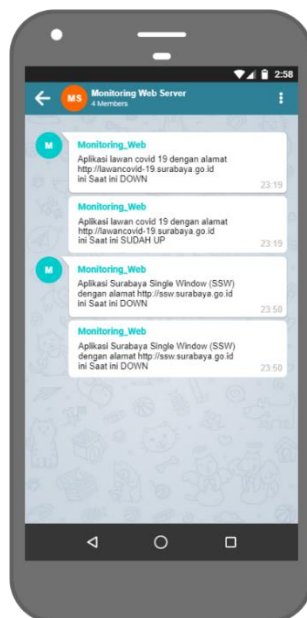 2:58
MS
Monitoring Web Server
4 Members
M
Monitoring_Web
Aplikasi lawan covid 19 dengan alamat
http://lawancovid-19.surabaya.go.id
ini Saat ini DOWN
23:19
Monitoring_Web
Aplikasi lawan covid 19 dengan alamat
http://lawancovid-19.surabaya.go.id
ini Saat ini SUDAH UP
23:19
M
Monitoring_Web
Aplikasi Surabaya Single Window (SSW)
dengan alamat http://ssw.surabaya.go.id
ini Saat ini DOWN
23:50
Monitoring_Web
Aplikasi Surabaya Single Window (SSW)
dengan alamat http://ssw.surabaya.go.id
ini Saat ini DOWN
23:50